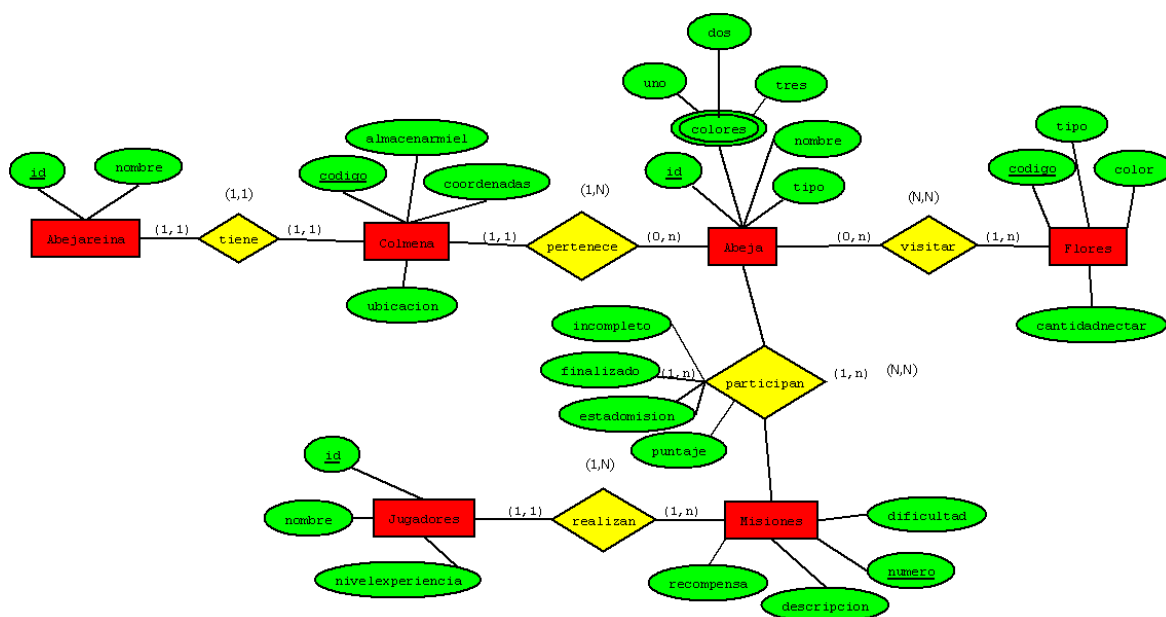 dos
uno
tres
colores
almacenarmiel
nombre
tipo
id
nombre
codigo
coordenadas
id
tipo
codigo
color
(1,1)
(1,N)
(N,N)
Abejareina
(1,1)
tiene
(1,1)
Colmena
(1,1)
pertenece
(0,n)
Abeja
(0,n)
visitar
(1,n)
Flores
ubicacion
cantidadnectar
incompleto
finalizado
(1,n)
participan
(1,n)
(N,N)
estadomision
puntaje
id
(1,N)
nombre
Jugadores
(1,1)
realizan
(1,n)
Misiones
dificultad
nivelexperiencia
recompensa
numero
descripcion